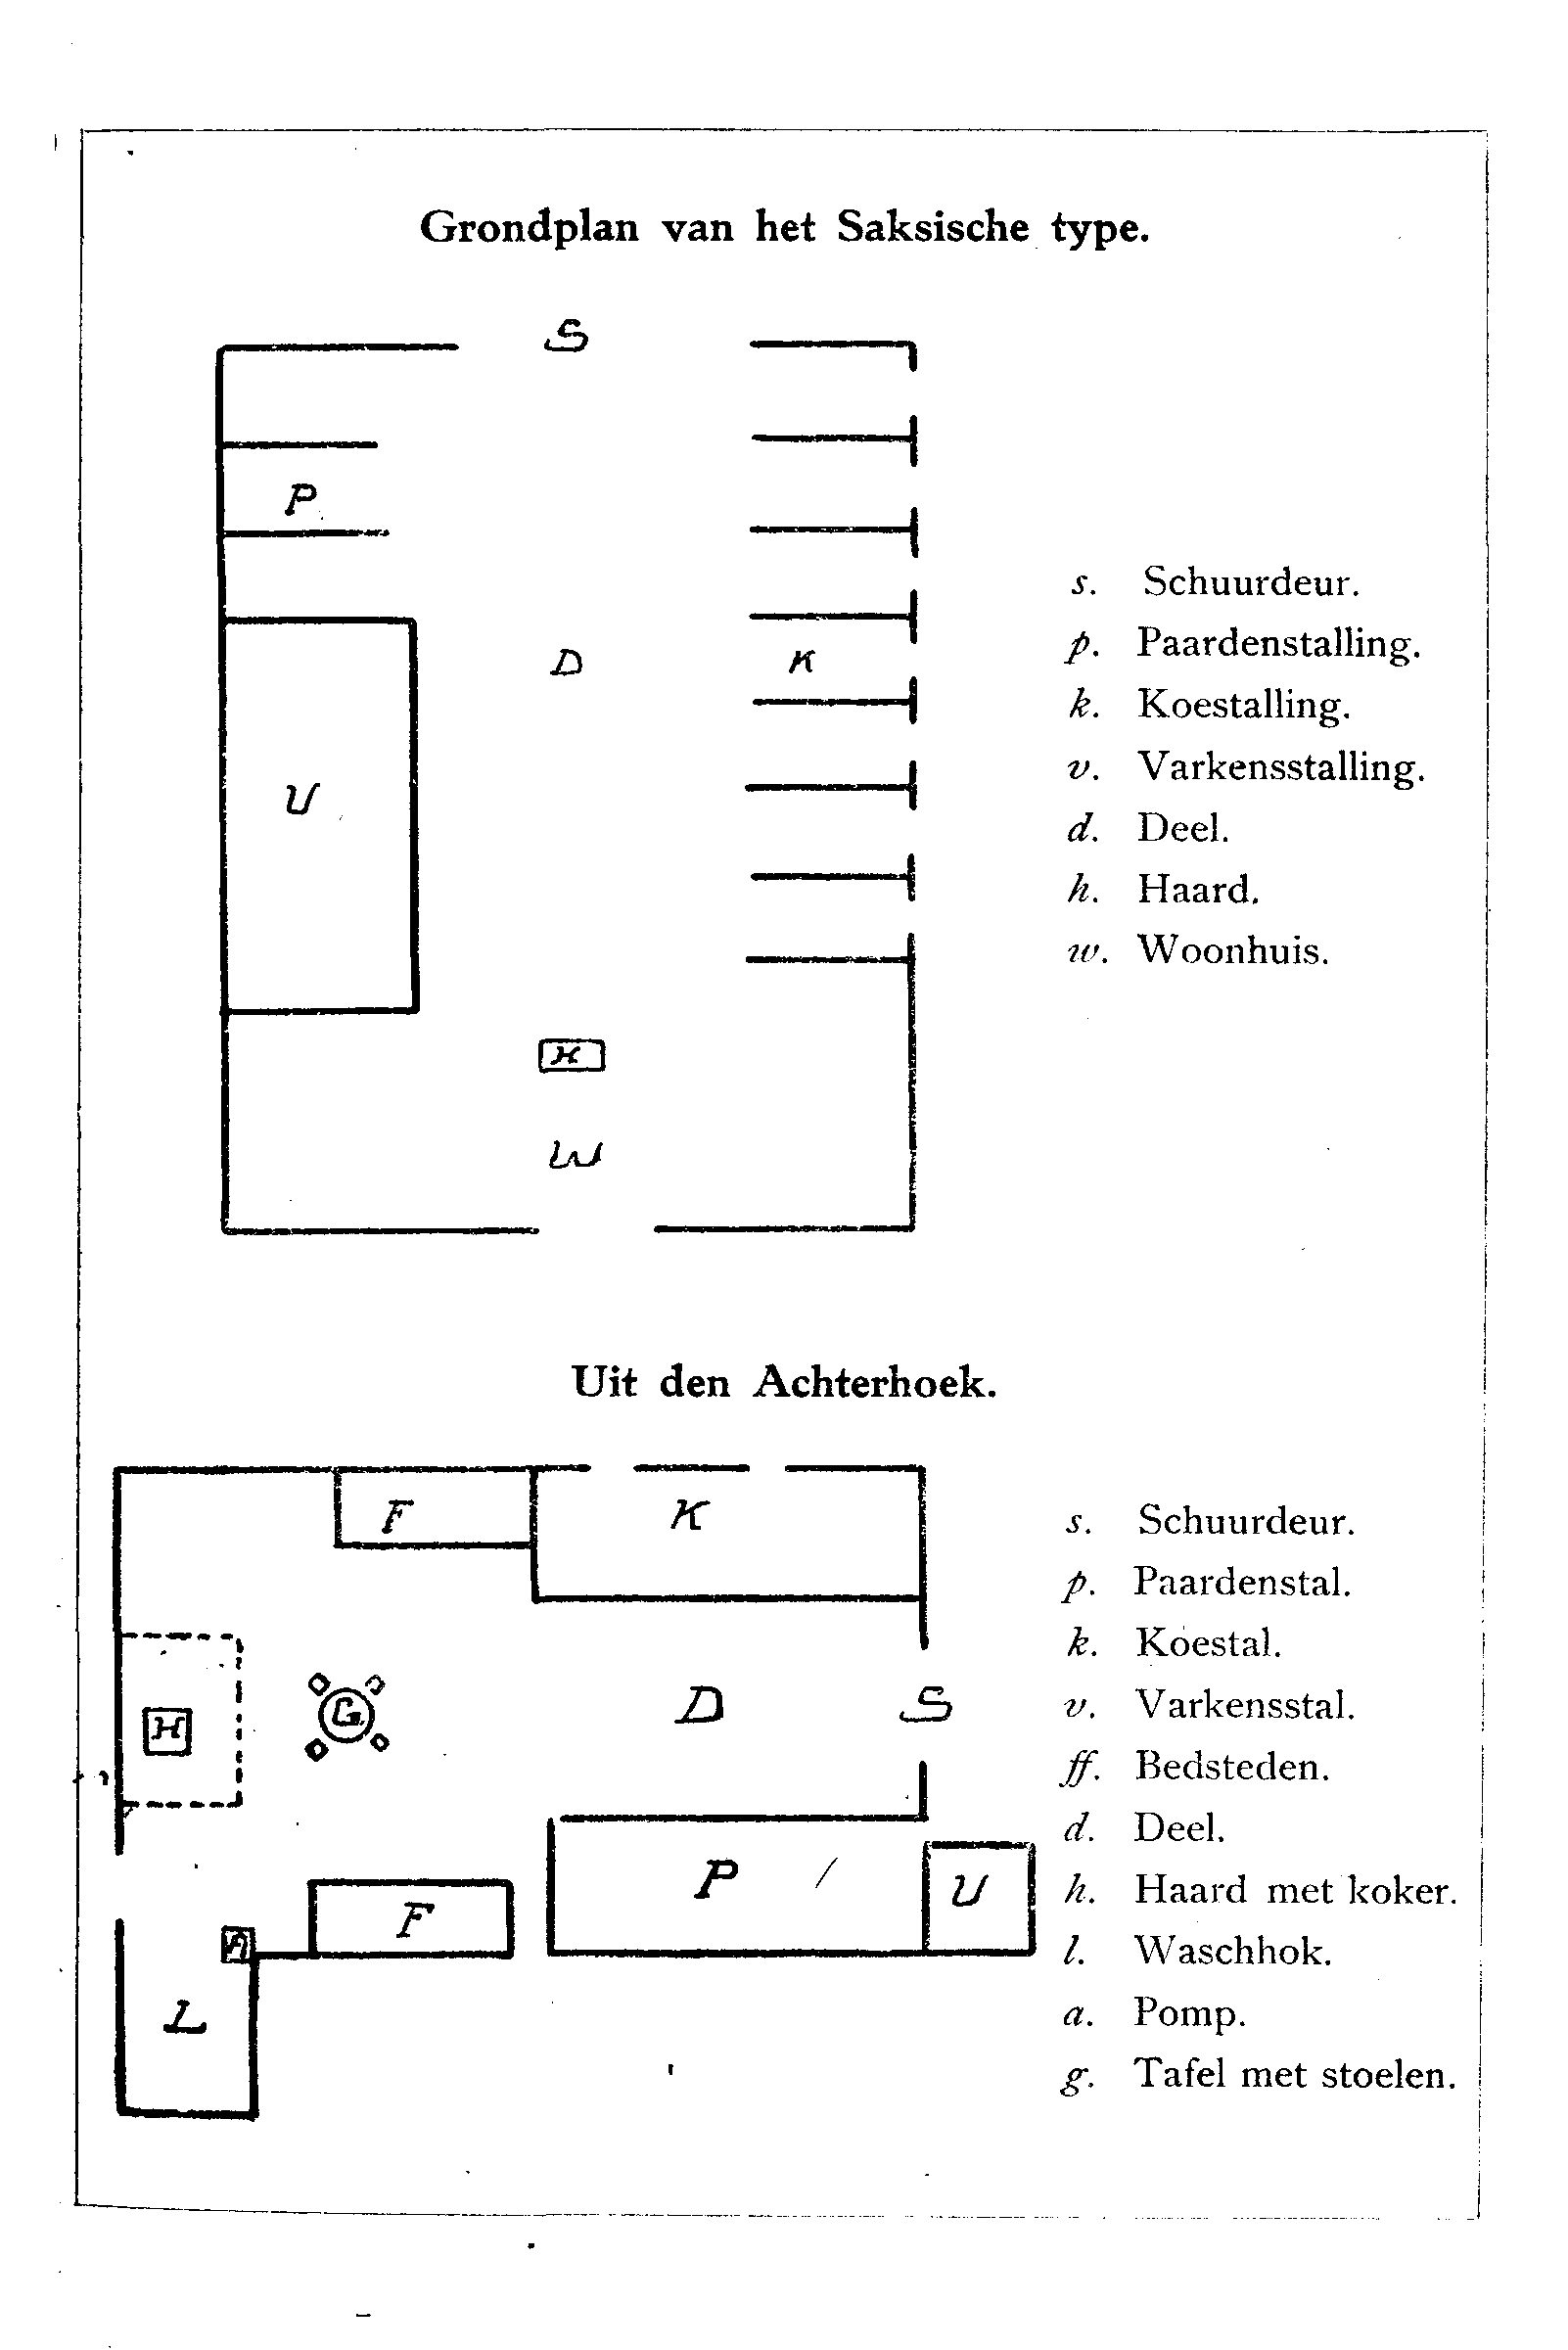 Grondplan van het Saksische type.
S
P
D
K
V
H
W
s. Schuurdeur.
p. Paardenstalling.
k. Koestalling.
v. Varkensstalling.
d. Deel.
h. Haard.
w. Woonhuis.
Uit den Achterhoek.
F
K
H
G
D
S
P
V
F
A
L
s. Schuurdeur.
p. Paardenstal.
k. Koestal.
v. Varkensstal.
ff. Bedsteden.
d. Deel.
h. Haard met koker.
l. Waschhok.
a. Pomp.
g. Tafel met stoelen.